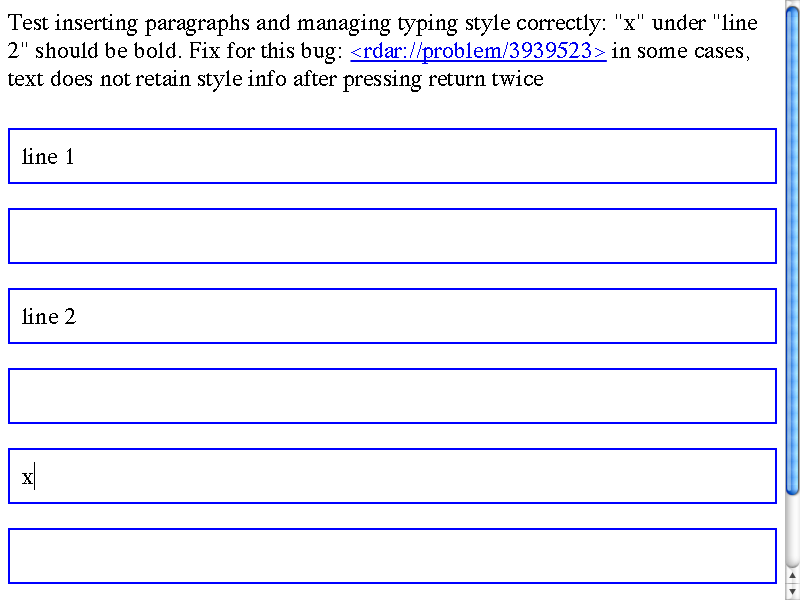 Test inserting paragraphs and managing typing style correctly: "x" under "line
2" should be bold. Fix for this bug: <rdar://problem/3939523> in some cases,
text does not retain style info after pressing return twice
line 1
line 2
x